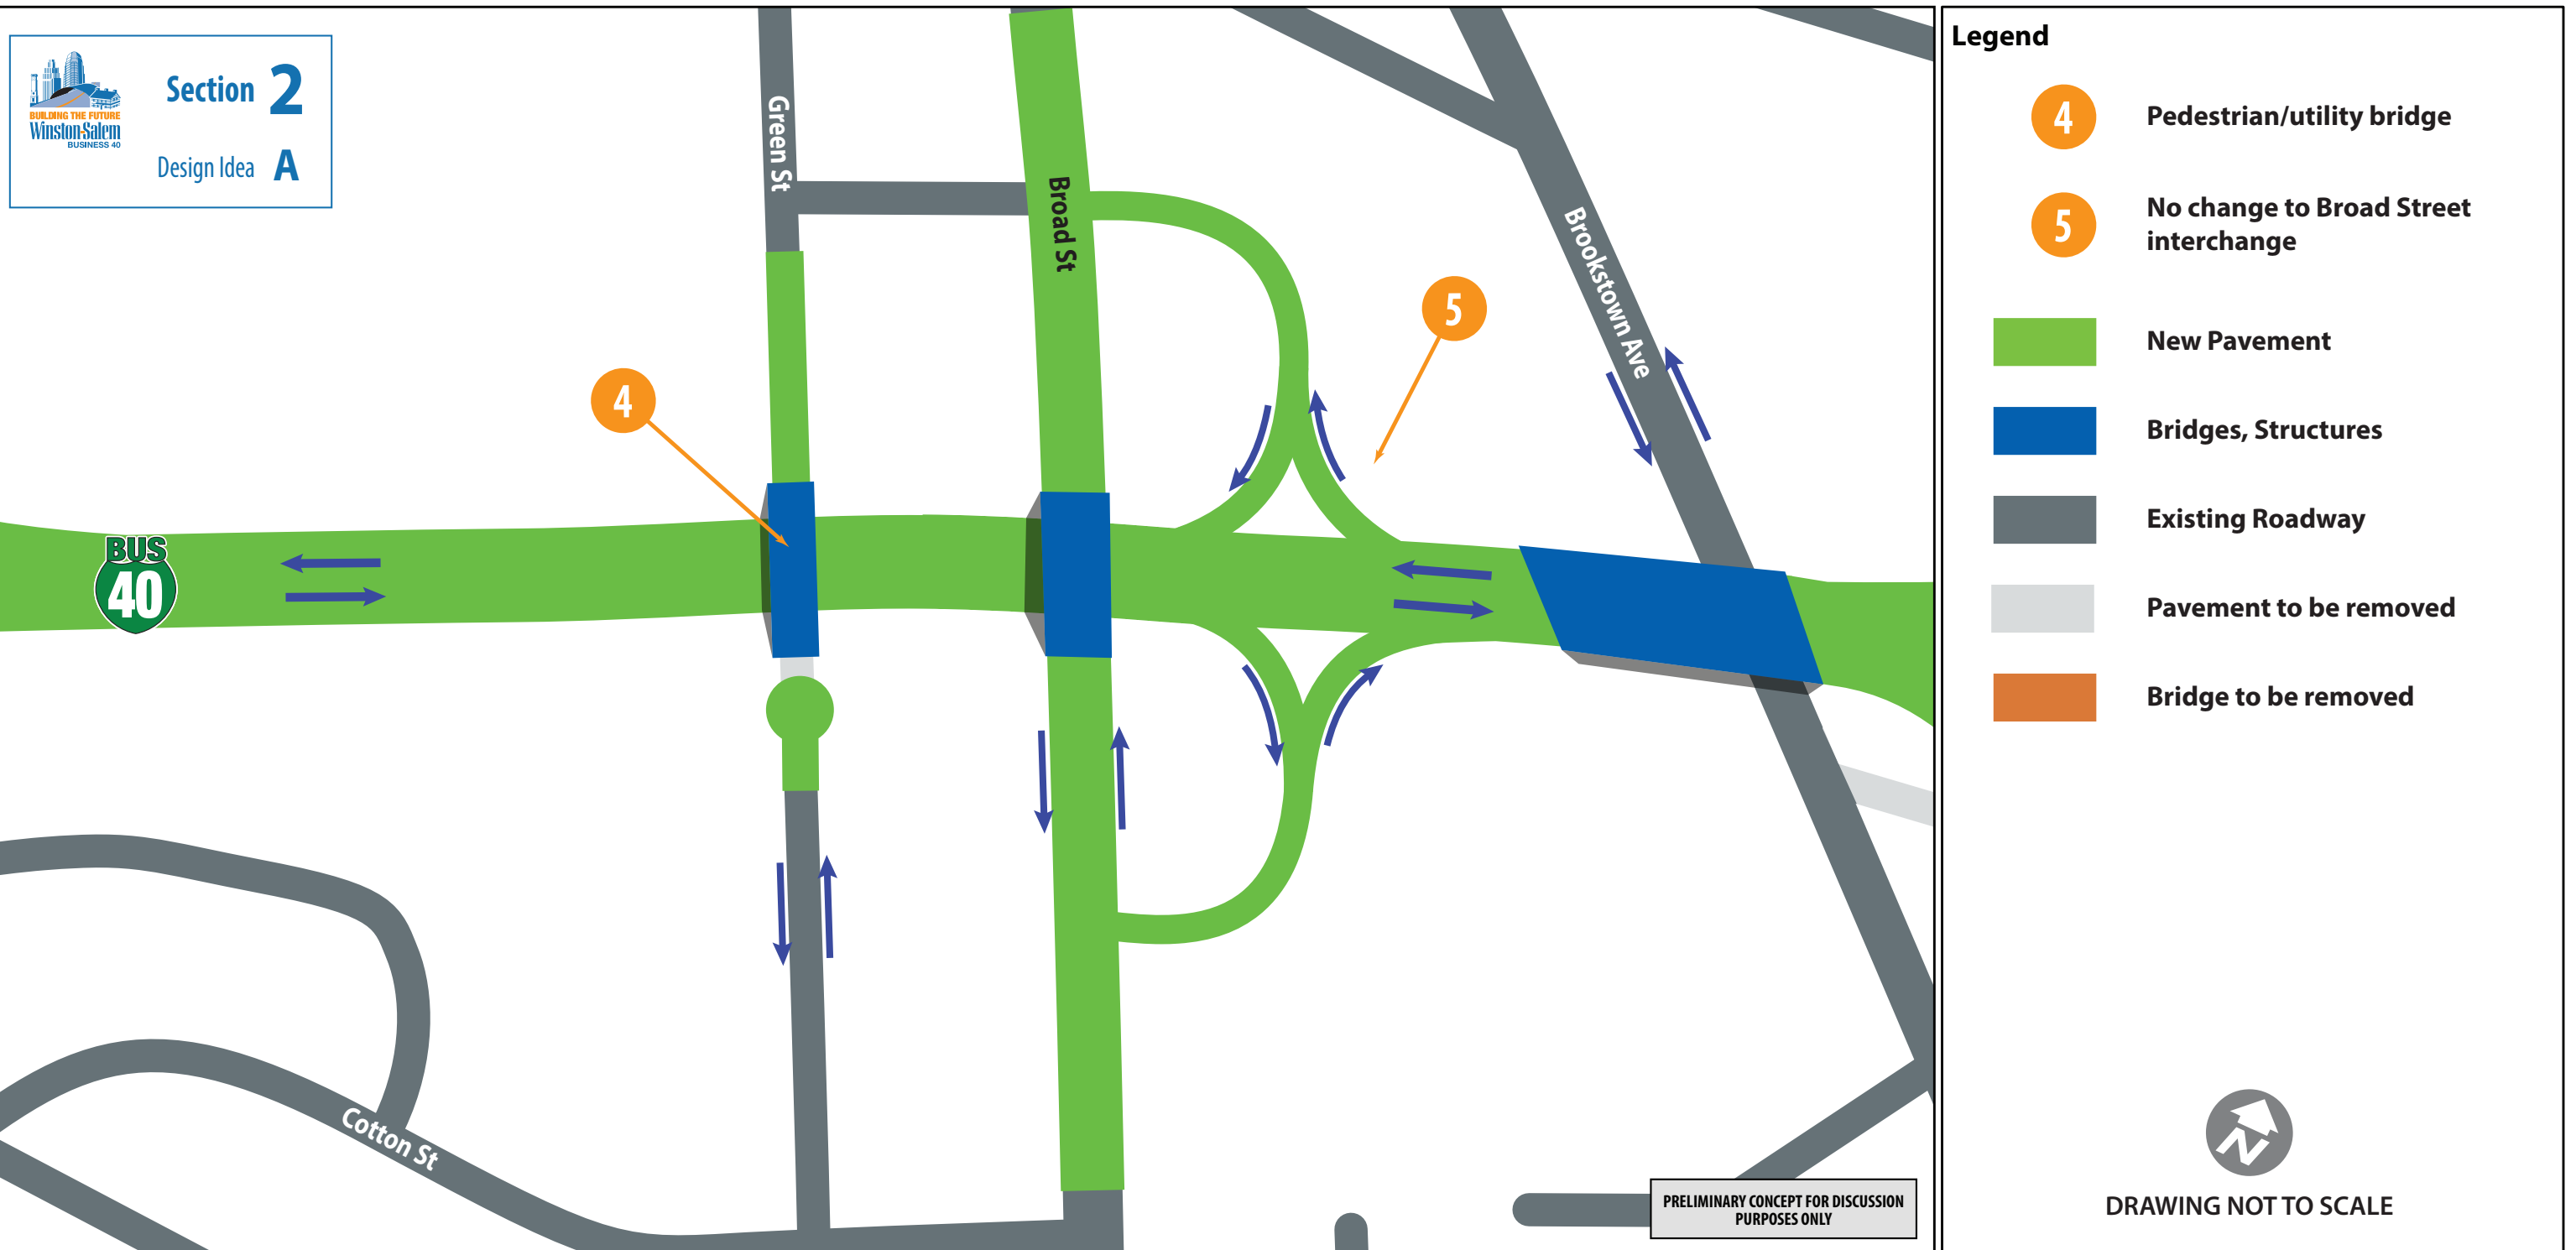 BUILDING THE FUTURE
Winston-Salem
BUSINESS 40
Section 2
Design Idea A
Green St
Broad St
Brookstown Ave
4
5
BUS
40
Cotton St
PRELIMINARY CONCEPT FOR DISCUSSION
PURPOSES ONLY
Legend
4 Pedestrian/utility bridge
5 No change to Broad Street
interchange
New Pavement
Bridges, Structures
Existing Roadway
Pavement to be removed
Bridge to be removed
N
DRAWING NOT TO SCALE